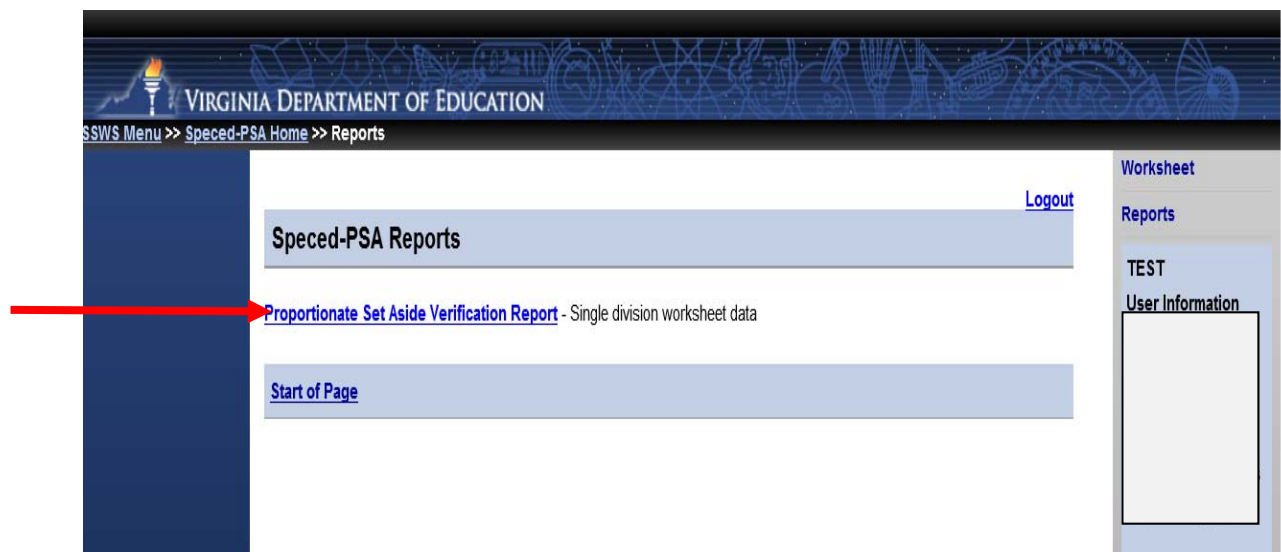 VIRGINIA DEPARTMENT OF EDUCATION
SSWS Menu >> Speced-PSA Home >> Reports
Worksheet
Logout
Reports
Speced-PSA Reports
TEST
User Information
Proportionate Set Aside Verification Report - Single division worksheet data
Start of Page